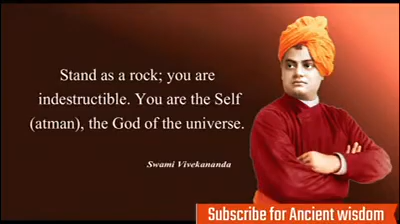 Stand as a rock; you are
indestructible. You are the Self
(atman), the God of the universe.
Swami Vivekananda
Subscribe for Ancient wisdom